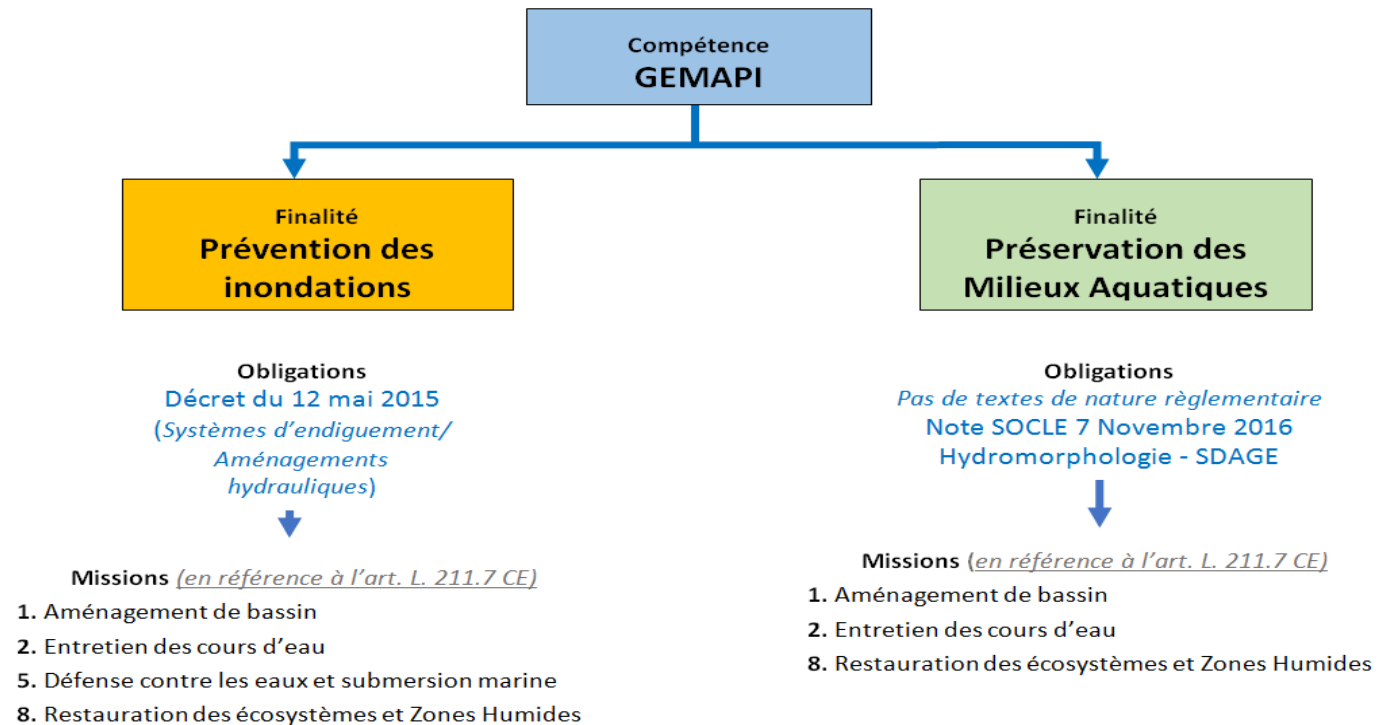 Compétence
GEMAPI
Finalité
Prévention des
inondations
Obligations
Décret du 12 mai 2015
(Systèmes d'endiguement/
Aménagements
hydrauliques)
Missions (en référence à l'art. L. 211.7 CE)
1. Aménagement de bassin
2. Entretien des cours d'eau
5. Défense contre les eaux et submersion marine
8. Restauration des écosystèmes et Zones Humides
Finalité
Préservation des
Milieux Aquatiques
Obligations
Pas de textes de nature règlementaire
Note SOCLE 7 Novembre 2016
Hydromorphologie - SDAGE
Missions (en référence à l'art. L. 211.7 CE)
1. Aménagement de bassin
2. Entretien des cours d'eau
8. Restauration des écosystèmes et Zones Humides